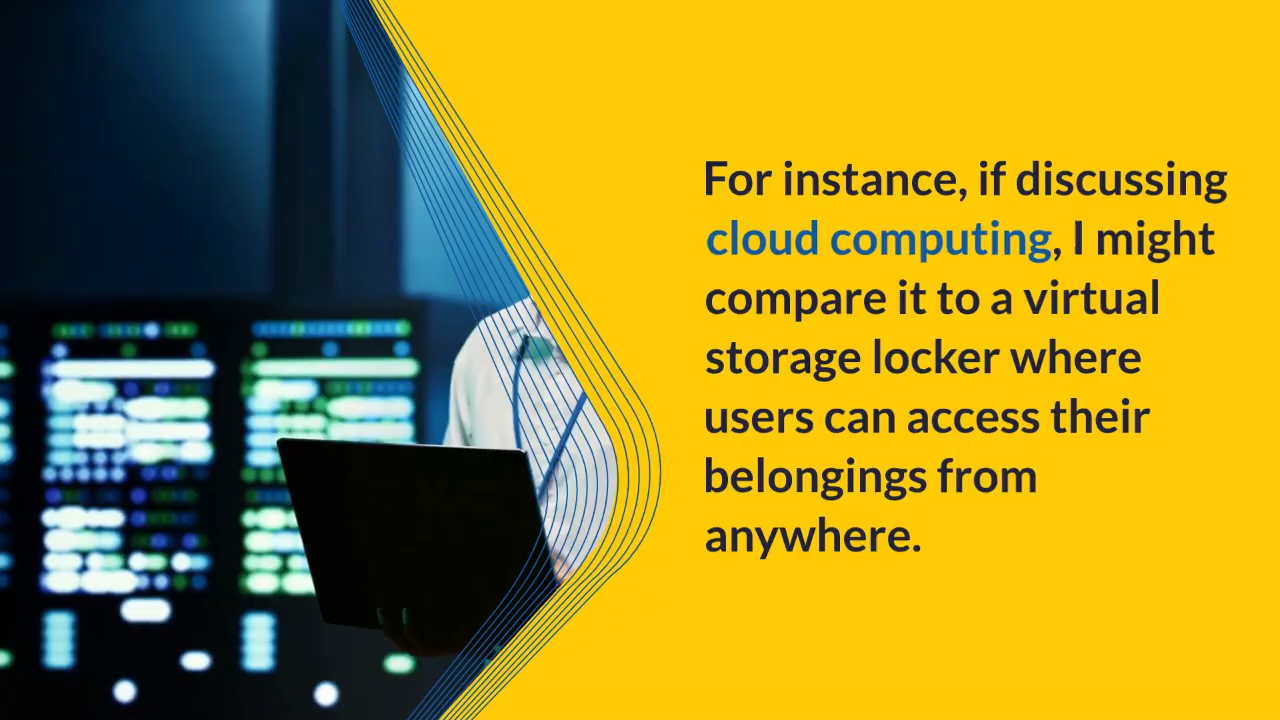 For instance, if discussing
cloud computing, I might
compare it to a virtual
storage locker where
users can access their
belongings from
anywhere.